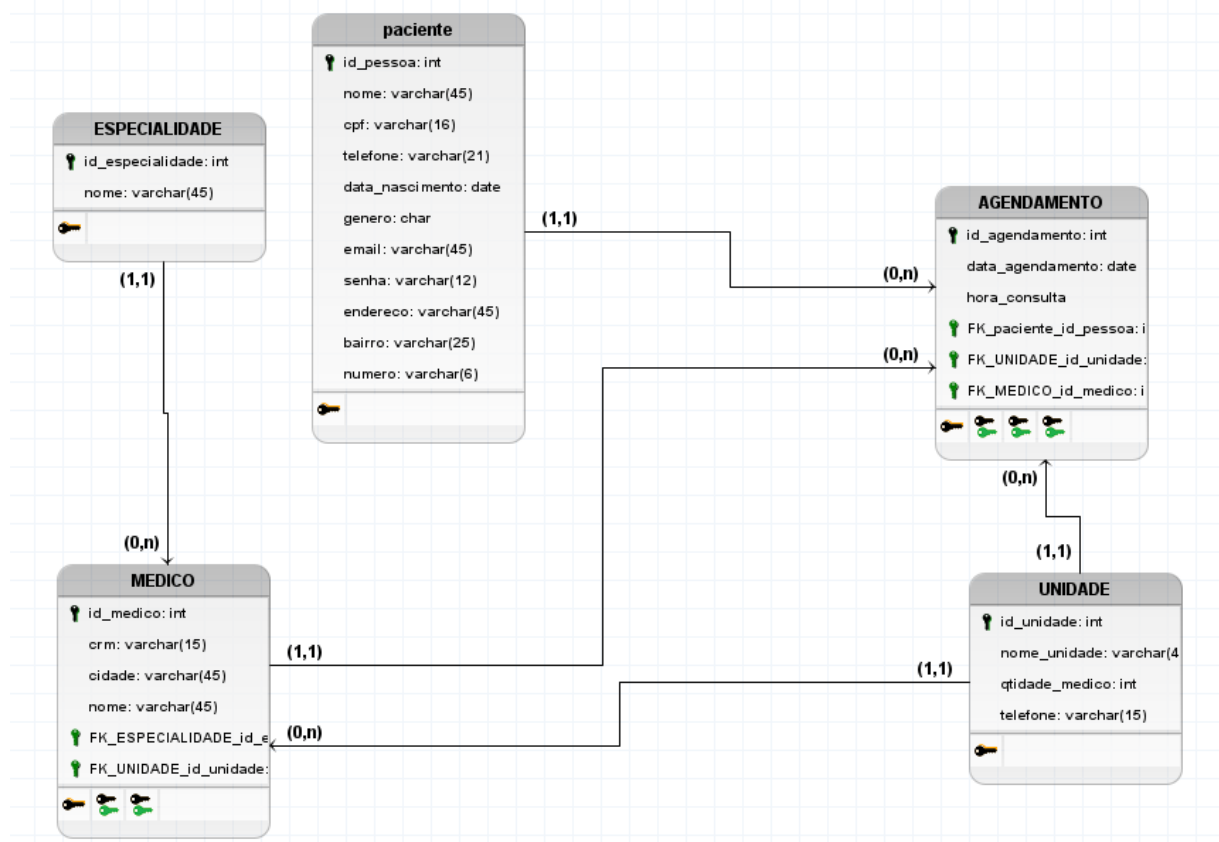 paciente
id_pessoa: int
nome: varchar(45)
cpf: varchar(16)
telefone: varchar(21)
data_nascimento: date
genero: char
email: varchar(45)
senha: varchar(12)
endereco: varchar(45)
bairro: varchar(25)
numero: varchar(6)
ESPECIALIDADE
id_especialidade: int
nome: varchar(45)
(1,1)
(0,n)
(1,1)
(0,n)
(0,n)
AGENDAMENTO
id_agendamento: int
data_agendamento: date
hora_consulta
FK_paciente_id_pessoa: i
FK_UNIDADE_id_unidade:
FK_MEDICO_id_medico: i
(0,n)
(1,1)
MEDICO
id_medico: int
crm: varchar(15)
cidade: varchar(45)
nome: varchar(45)
FK_ESPECIALIDADE_id_e
FK_UNIDADE_id_unidade:
(1,1)
(0,n)
(1,1)
UNIDADE
id_unidade: int
nome_unidade: varchar(4
qtidade_medico: int
telefone: varchar(15)